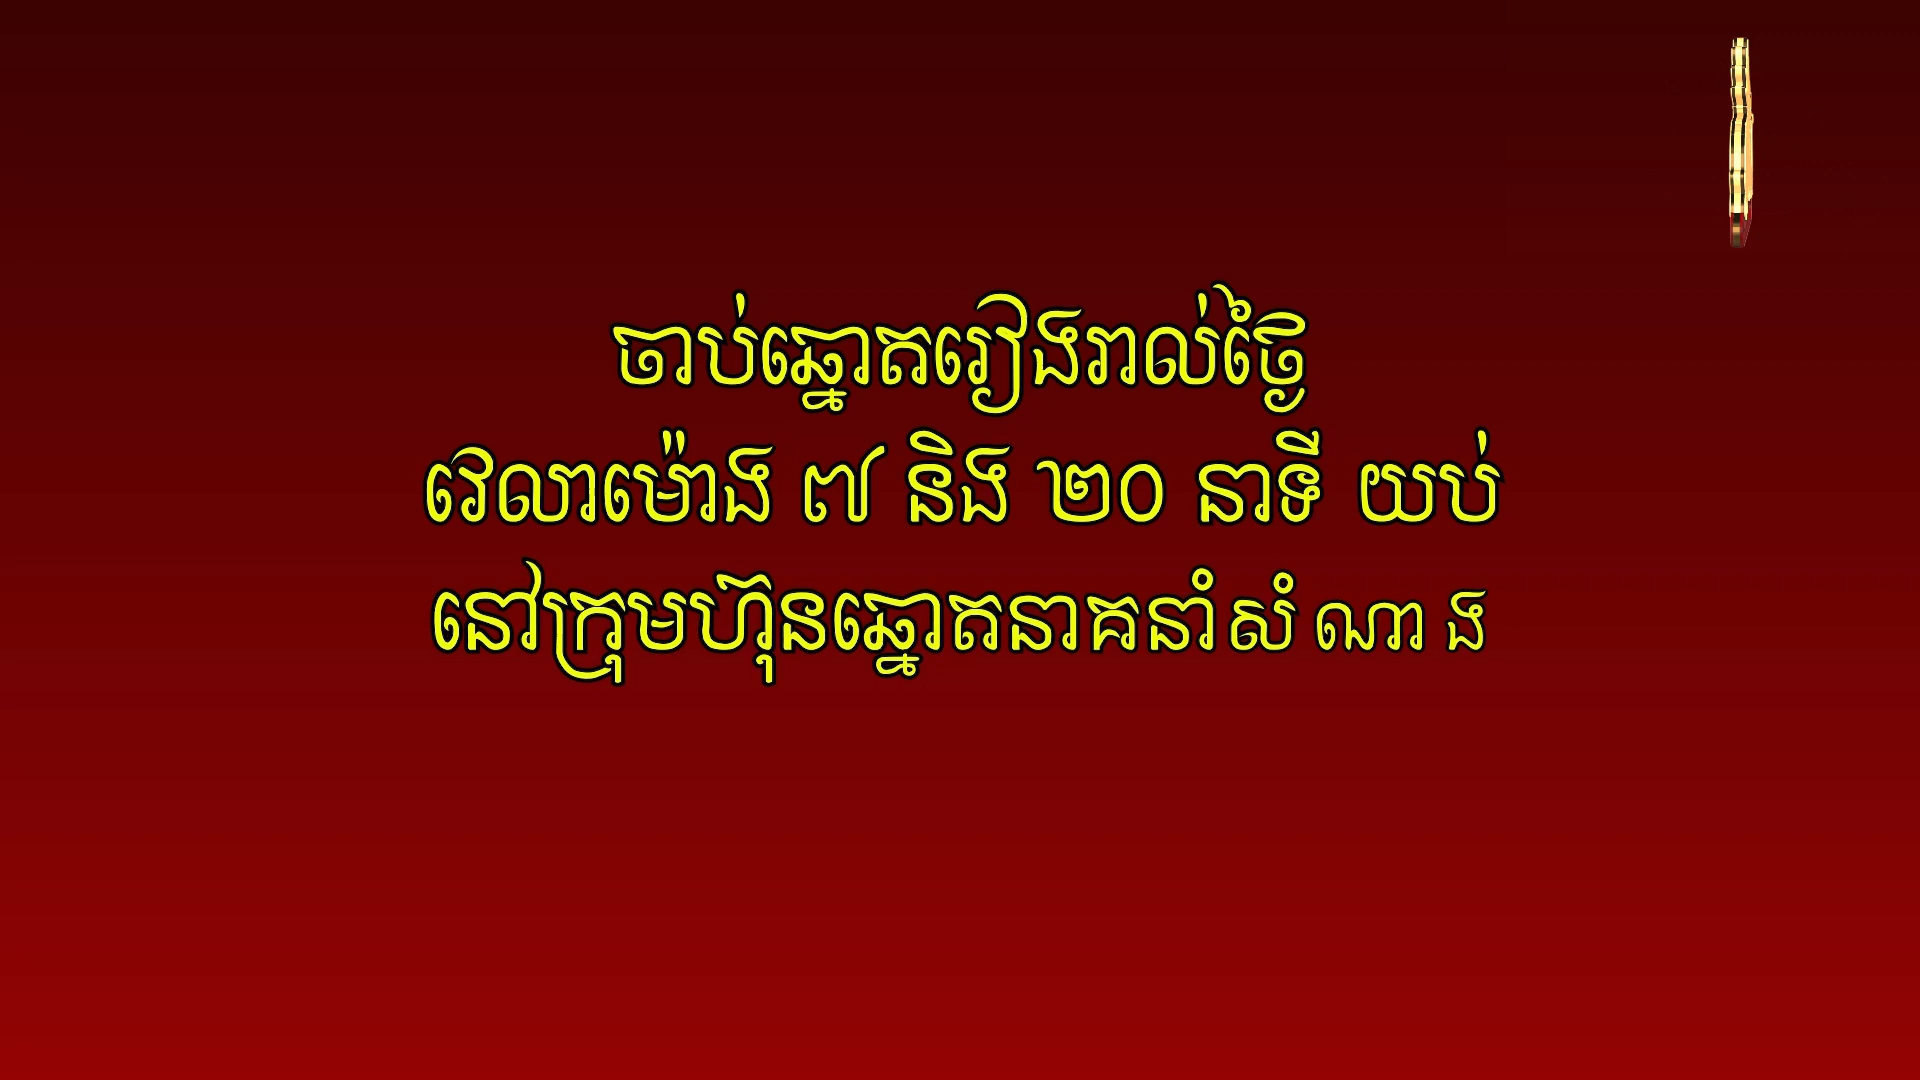 ចាប់ឆ្នោតរៀងរាល់ថ្ងៃ
វេលាម៉ោង ៧ និង ២០ នាទី យប់
នៅក្រុមហ៊ុនឆ្នោតនាគនាំសំណាង